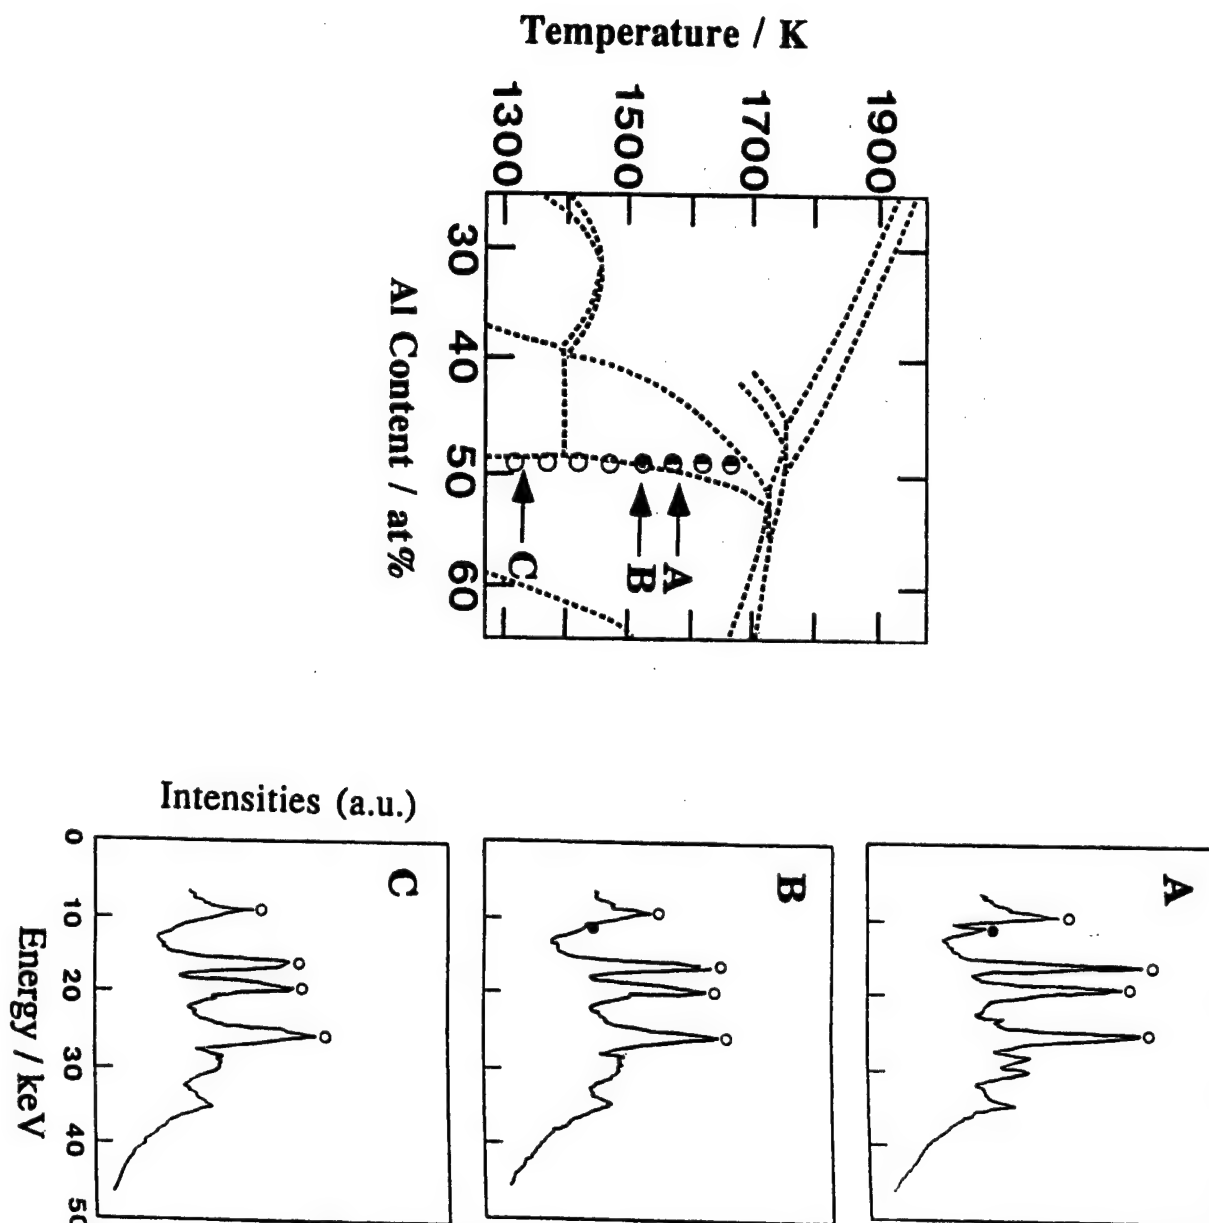 Temperature / K
1300
1500
1700
1900
30
40
50
60
Al Content / at%
A
B
C
Intensities (a.u.)
A
B
C
0
10
20
30
40
50
Energy / keV